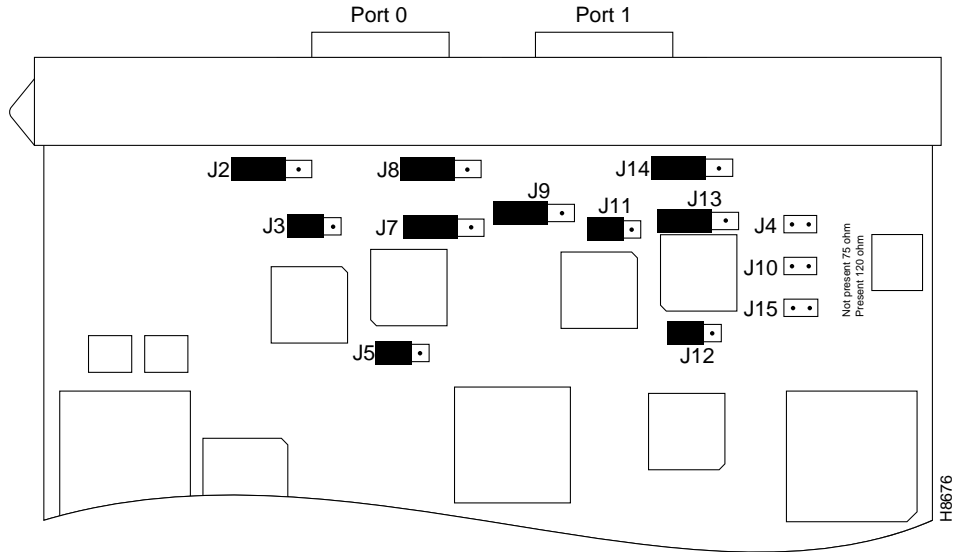 Port 0
Port 1
J2
J8
J14
J9
J13
J3
J7
J11
J4
J10
J15
J5
J12
Not present 75 ohm
Present 120 ohm
H8676